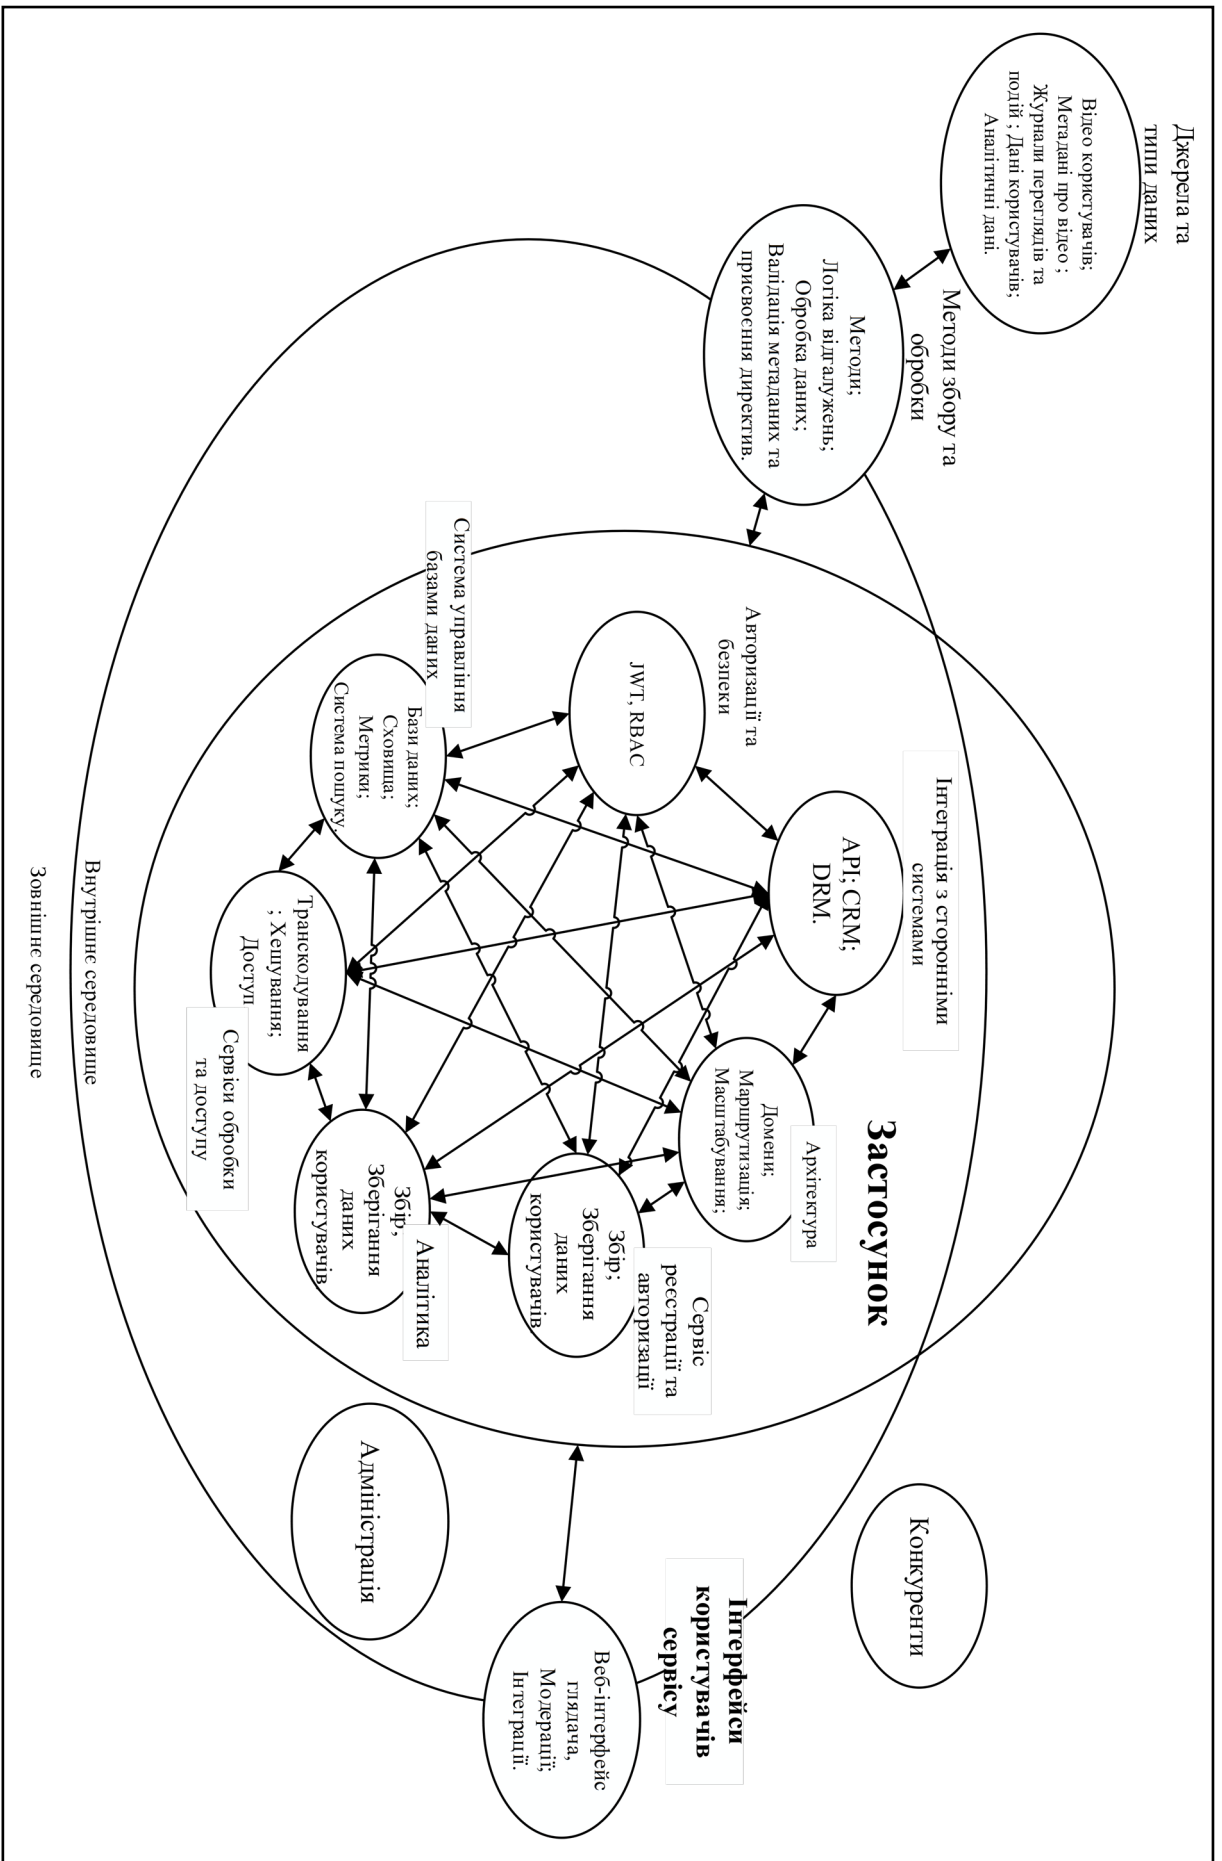 Джерела та
типи даних
Відео користувачів;
Метадані про відео ;
Журнали переглядів та
подій ; Дані користувачів;
Аналітичні дані.
Методи збору та
обробки
Методи;
Логіка відгалужень;
Обробка даних;
Валідація метаданих та
присвоєння директив.
Інтеграція з сторонніми
системами
API; CRM;
DRM.
Авторизації та
безпеки
JWT, RBAC
Система управління
базами даних
Бази даних;
Сховища;
Метрики;
Система пошуку.
Транскодування
; Хешування;
Доступ
Сервіси обробки
та доступу
Застосунок
Архітектура
Домени;
Маршрутизація;
Масштабування;
Сервіс
реєстрації та
авторизації
Збір;
Зберігання
даних
користувачів
Аналітика
Збір;
Зберігання
даних
користувачів
Конкуренти
Інтерфейси
користувачів
сервісу
Веб-інтерфейс
глядача,
Модерації;
Інтеграції.
Адміністрація
Внутрішнє середовище
Зовнішнє середовище